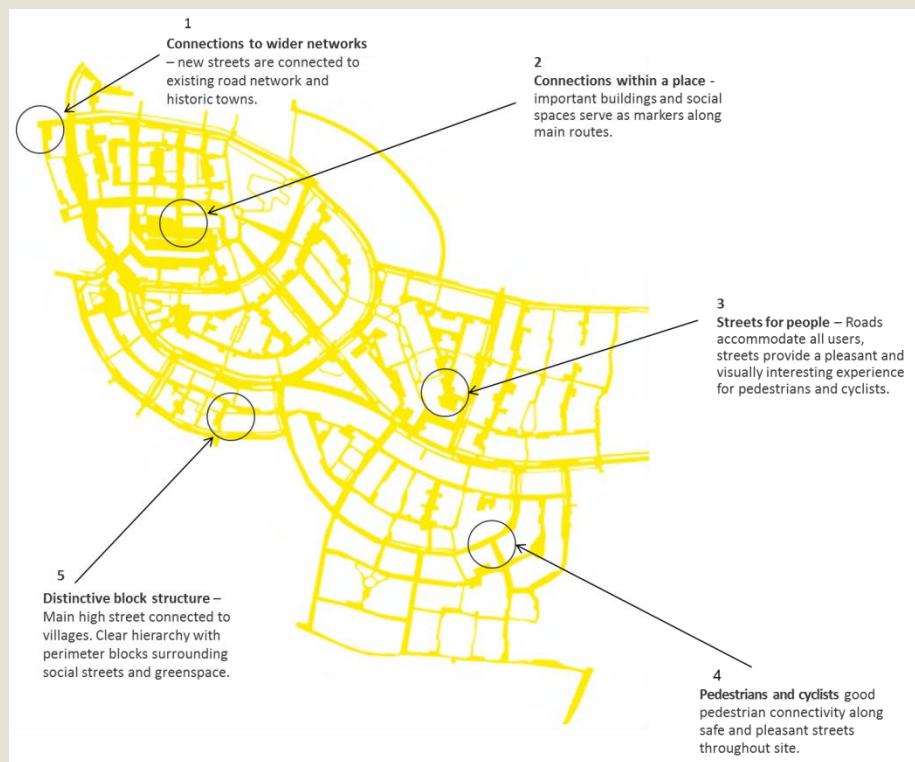 1
Connections to wider networks
– new streets are connected to
existing road network and
historic towns.
2
Connections within a place -
important buildings and social
spaces serve as markers along
main routes.
3
Streets for people – Roads
accommodate all users,
streets provide a pleasant and
visually interesting experience
for pedestrians and cyclists.
5
Distinctive block structure –
Main high street connected to
villages. Clear hierarchy with
perimeter blocks surrounding
social streets and greenspace.
4
Pedestrians and cyclists good
pedestrian connectivity along
safe and pleasant streets
throughout site.